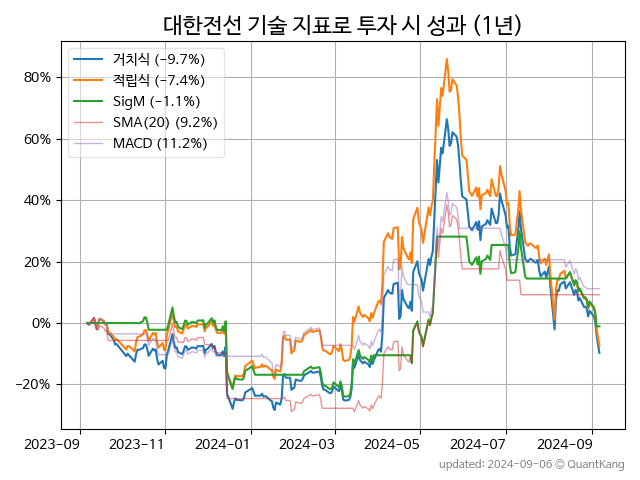 대한전선 기술 지표로 투자 시 성과 (1년)
거치식 (−9.7%)
적립식 (−7.4%)
SigM (−1.1%)
SMA(20) (9.2%)
MACD (11.2%)
80%
60%
40%
20%
0%
−20%
2023-09 2023-11 2024-01 2024-03 2024-05 2024-07 2024-09
updated: 2024-09-06 © QuantKang